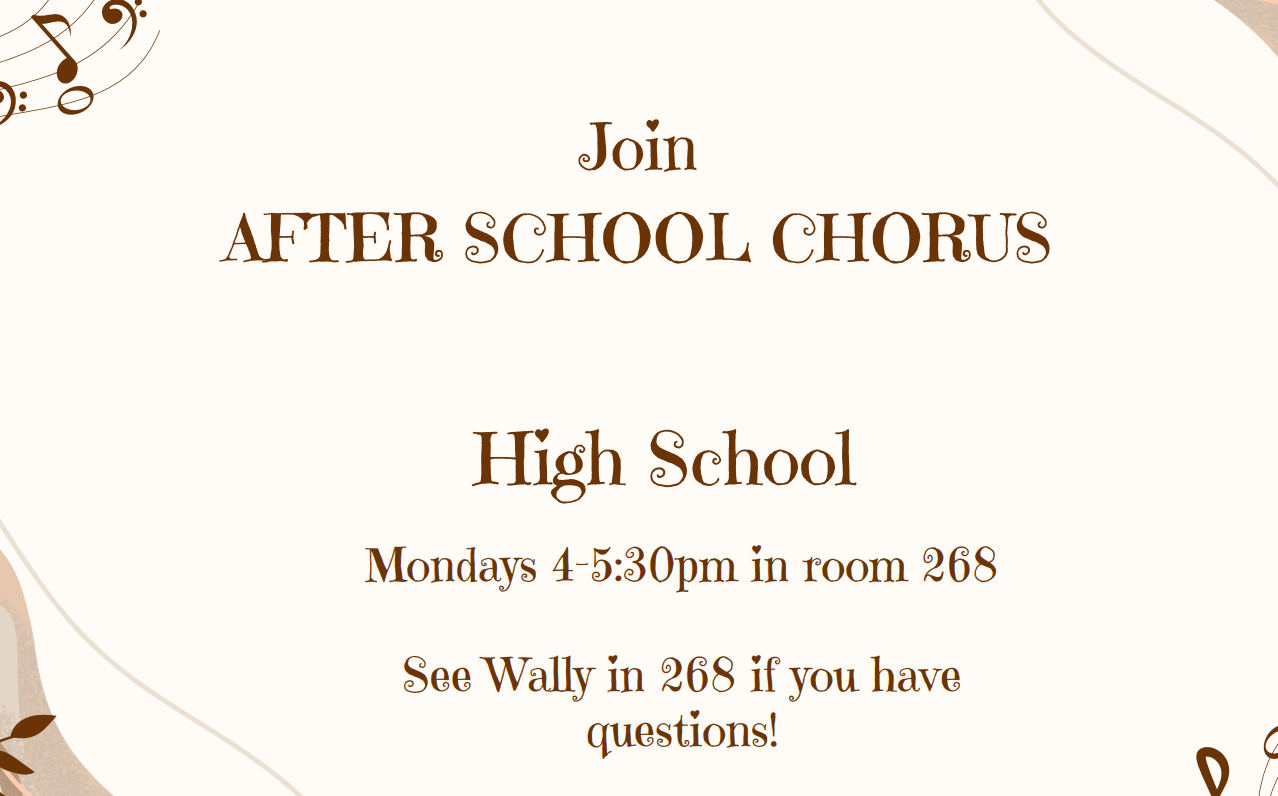 Join
AFTER SCHOOL CHORUS
High School
Mondays 4-5:30pm in room 268
See Wally in 268 if you have
questions!